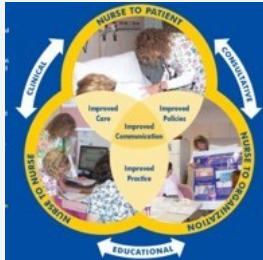 NURSE TO PATIENT
CLINICAL
CONSULTATIVE
Improved
Care
Improved
Policies
Improved
Communication
Improved
Practice
NURSE TO NURSE
NURSE TO ORGANIZATION
EDUCATIONAL